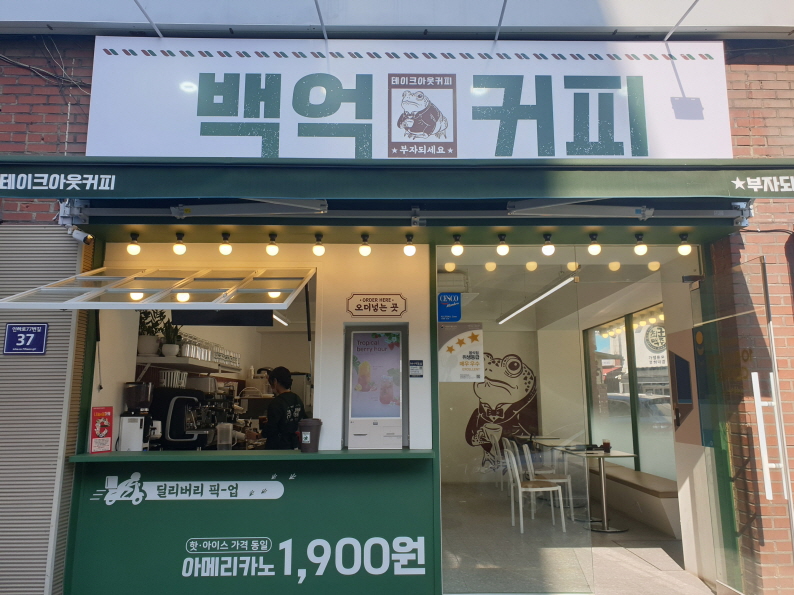 백억 커피
테이크아웃커피
★부자되세요★
테이크아웃커피
★부자되
ORDER HERE
오더넣는 곳
CESCO
37
딜리버리 픽-업
핫·아이스 가격 동일
아메리카노 1,900원